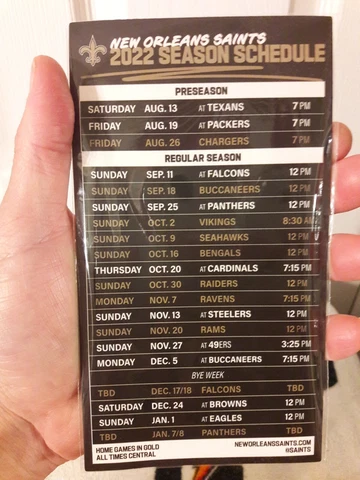 NEW ORLEANS SAINTS
2022 SEASON SCHEDULE
PRESEASON
SATURDAY AUG. 13 AT TEXANS 7 PM
FRIDAY AUG. 19 AT PACKERS 7 PM
FRIDAY AUG. 26 CHARGERS 7 PM
REGULAR SEASON
SUNDAY SEP. 11 AT FALCONS 12 PM
SUNDAY SEP. 18 BUCCANEERS 12 PM
SUNDAY SEP. 25 AT PANTHERS 12 PM
SUNDAY OCT. 2 VIKINGS 8:30 AM
SUNDAY OCT. 9 SEAHAWKS 12 PM
SUNDAY OCT. 16 BENGALS 12 PM
THURSDAY OCT. 20 AT CARDINALS 7:15 PM
SUNDAY OCT. 30 RAIDERS 12 PM
MONDAY NOV. 7 RAVENS 7:15 PM
SUNDAY NOV. 13 AT STEELERS 12 PM
SUNDAY NOV. 20 RAMS 12 PM
SUNDAY NOV. 27 AT 49ERS 3:25 PM
MONDAY DEC. 5 AT BUCCANEERS 7:15 PM
BYE WEEK
TBD DEC. 17/18 FALCONS TBD
SATURDAY DEC. 24 AT BROWNS 12 PM
SUNDAY JAN. 1 AT EAGLES 12 PM
TBD JAN. 7/8 PANTHERS TBD
HOME GAMES IN GOLD NEWORLEANSSAINTS.COM
ALL TIMES CENTRAL @SAINTS